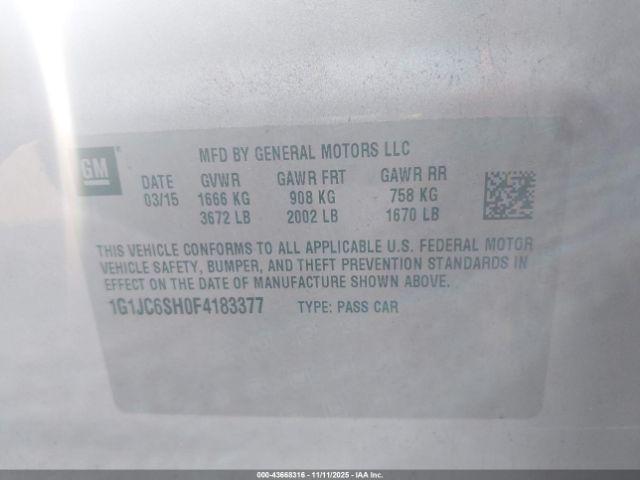 GM
MFD BY GENERAL MOTORS LLC
DATE GVWR GAWR FRT GAWR RR
03/15 1666 KG 908 KG 758 KG
3672 LB 2002 LB 1670 LB
THIS VEHICLE CONFORMS TO ALL APPLICABLE U.S. FEDERAL MOTOR
VEHICLE SAFETY, BUMPER, AND THEFT PREVENTION STANDARDS IN
EFFECT ON THE DATE OF MANUFACTURE SHOWN ABOVE.
1G1JC6SH0F4183377 TYPE: PASS CAR
000-43668316 - 11/11/2025 - IAA Inc.